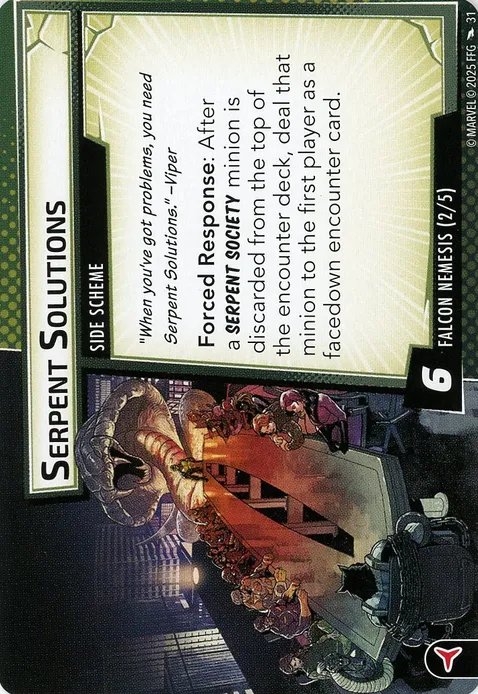 SERPENT SOLUTIONS
SIDE SCHEME
"When you've got problems, you need
Serpent Solutions." –Viper
Forced Response: After
a SERPENT SOCIETY minion is
discarded from the top of
the encounter deck, deal that
minion to the first player as a
facedown encounter card.
6
FALCON NEMESIS (2/5)
© MARVEL © 2025 FFG 31